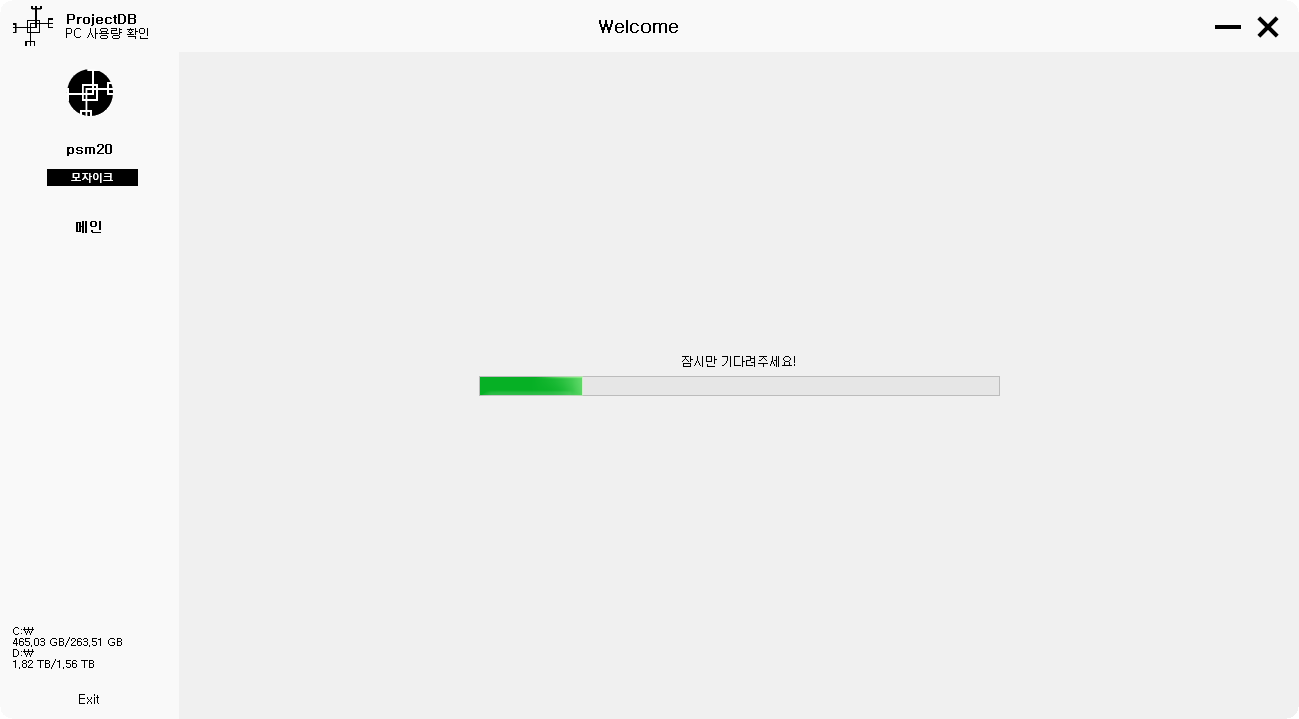 ProjectDB
PC 사용량 확인
Welcome
psm20
모자이크
메인
잠시만 기다려주세요!
C:₩
465,03 GB/263,51 GB
D:₩
1,82 TB/1,56 TB
Exit